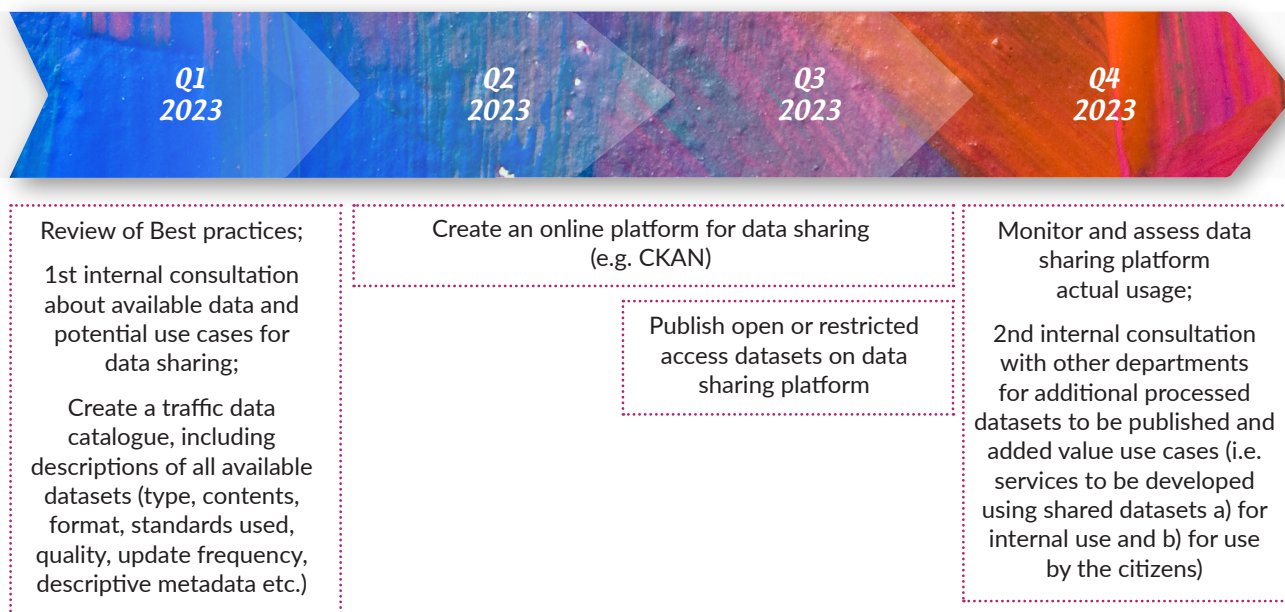 Q1
2023
Q2
2023
Q3
2023
Q4
2023
Review of Best practices;
1st internal consultation
about available data and
potential use cases for
data sharing;
Create a traffic data
catalogue, including
descriptions of all available
datasets (type, contents,
format, standards used,
quality, update frequency,
descriptive metadata etc.)
Create an online platform for data sharing
(e.g. CKAN)
Publish open or restricted
access datasets on data
sharing platform
Monitor and assess data
sharing platform
actual usage;
2nd internal consultation
with other departments
for additional processed
datasets to be published and
added value use cases (i.e.
services to be developed
using shared datasets a) for
internal use and b) for use
by the citizens)